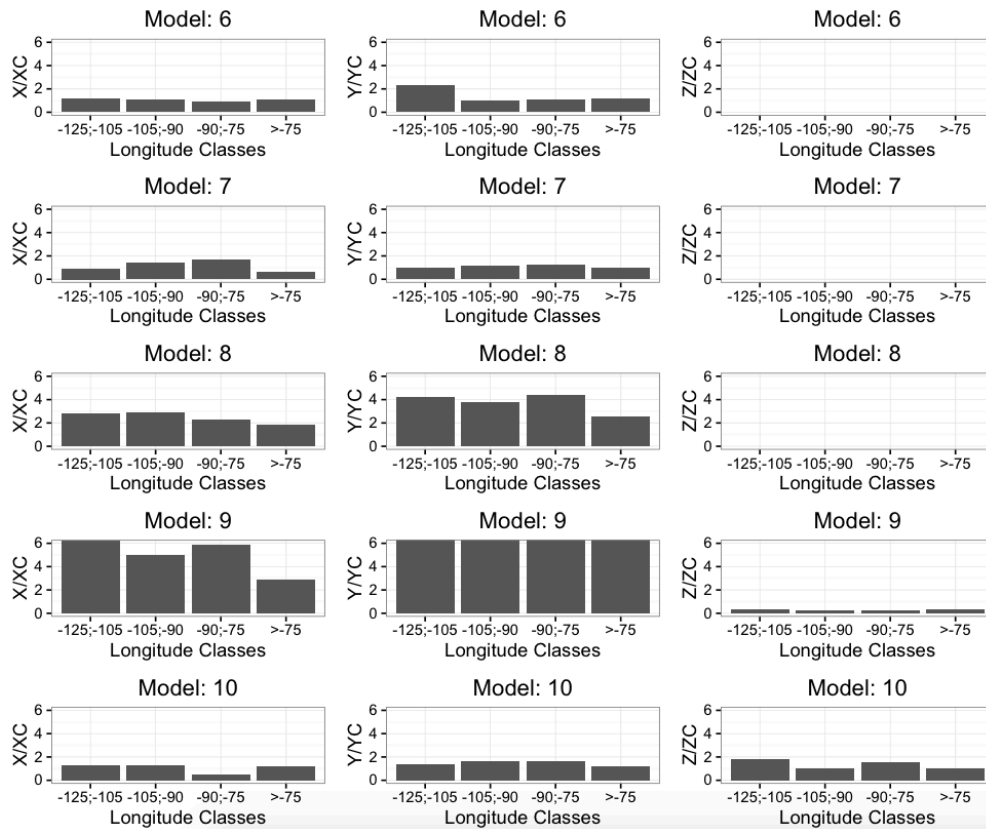 Model: 6 Model: 6 Model: 6
X/XC 6 4 2 0 Y/YC 6 4 2 0 Z/ZC 6 4 2 0
-125;-105 -105;-90 -90;-75 >-75 -125;-105 -105;-90 -90;-75 >-75 -125;-105 -105;-90 -90;-75 >-75
Longitude Classes Longitude Classes Longitude Classes
Model: 7 Model: 7 Model: 7
X/XC 6 4 2 0 Y/YC 6 4 2 0 Z/ZC 6 4 2 0
-125;-105 -105;-90 -90;-75 >-75 -125;-105 -105;-90 -90;-75 >-75 -125;-105 -105;-90 -90;-75 >-75
Longitude Classes Longitude Classes Longitude Classes
Model: 8 Model: 8 Model: 8
X/XC 6 4 2 0 Y/YC 6 4 2 0 Z/ZC 6 4 2 0
-125;-105 -105;-90 -90;-75 >-75 -125;-105 -105;-90 -90;-75 >-75 -125;-105 -105;-90 -90;-75 >-75
Longitude Classes Longitude Classes Longitude Classes
Model: 9 Model: 9 Model: 9
X/XC 6 4 2 0 Y/YC 6 4 2 0 Z/ZC 6 4 2 0
-125;-105 -105;-90 -90;-75 >-75 -125;-105 -105;-90 -90;-75 >-75 -125;-105 -105;-90 -90;-75 >-75
Longitude Classes Longitude Classes Longitude Classes
Model: 10 Model: 10 Model: 10
X/XC 6 4 2 0 Y/YC 6 4 2 0 Z/ZC 6 4 2 0
-125;-105 -105;-90 -90;-75 >-75 -125;-105 -105;-90 -90;-75 >-75 -125;-105 -105;-90 -90;-75 >-75
Longitude Classes Longitude Classes Longitude Classes